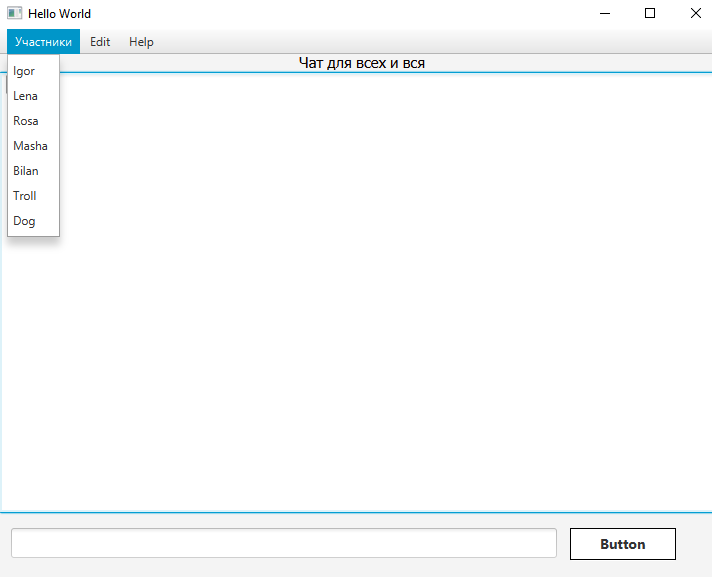 Hello World
Участники Edit Help
Чат для всех и вся
Igor
Lena
Rosa
Masha
Bilan
Troll
Dog
Button